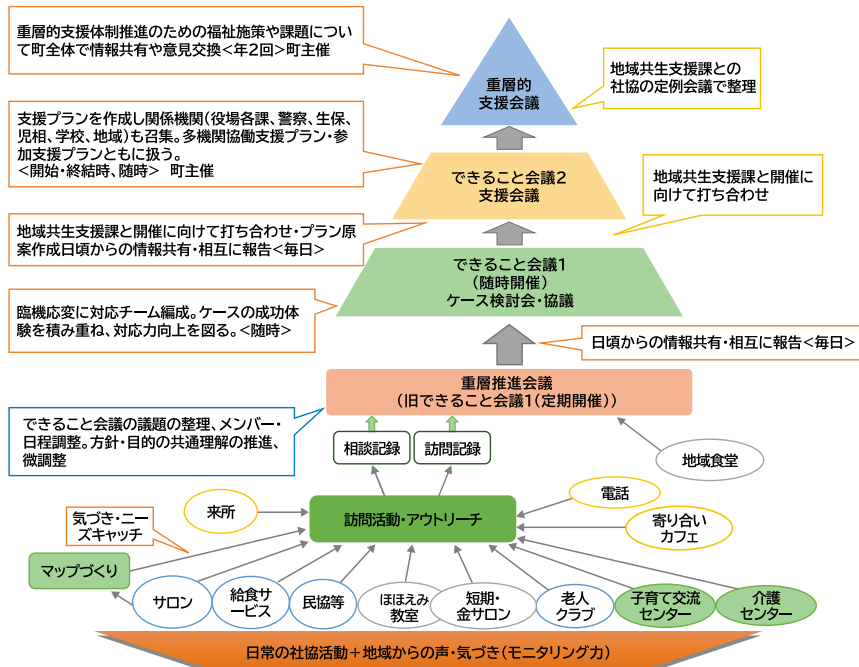 重層的支援体制推進のための福祉施策や課題につい
て町全体で情報共有や意見交換<年2回>町主催
重層的
支援会議
地域共生支援課との
社協の定例会議で整理
支援プランを作成し関係機関(役場各課、警察、生保、
児相、学校、地域)も召集。多機関協働支援プラン・参
加支援プランともに扱う。
<開始・終結時、随時> 町主催
できること会議2
支援会議
地域共生支援課と開催に
向けて打ち合わせ
地域共生支援課と開催に向けて打ち合わせ・プラン原
案作成日頃からの情報共有・相互に報告<毎日>
できること会議1
(随時開催)
ケース検討会・協議
臨機応変に対応チーム編成。ケースの成功体
験を積み重ね、対応力向上を図る。<随時>
日頃からの情報共有・相互に報告<毎日>
重層推進会議
(旧できること会議1(定期開催))
できること会議の議題の整理、メンバー・
日程調整。方針・目的の共通理解の推進、
微調整
相談記録
訪問記録
地域食堂
来所
訪問活動・アウトリーチ
電話
寄り合い
カフェ
気づき・ニー
ズキャッチ
マップづくり
サロン
給食サ
ービス
民協等
ほほえみ
教室
短期・
金サロン
老人
クラブ
子育て交流
センター
介護
センター
日常の社協活動+地域からの声・気づき(モニタリング力)